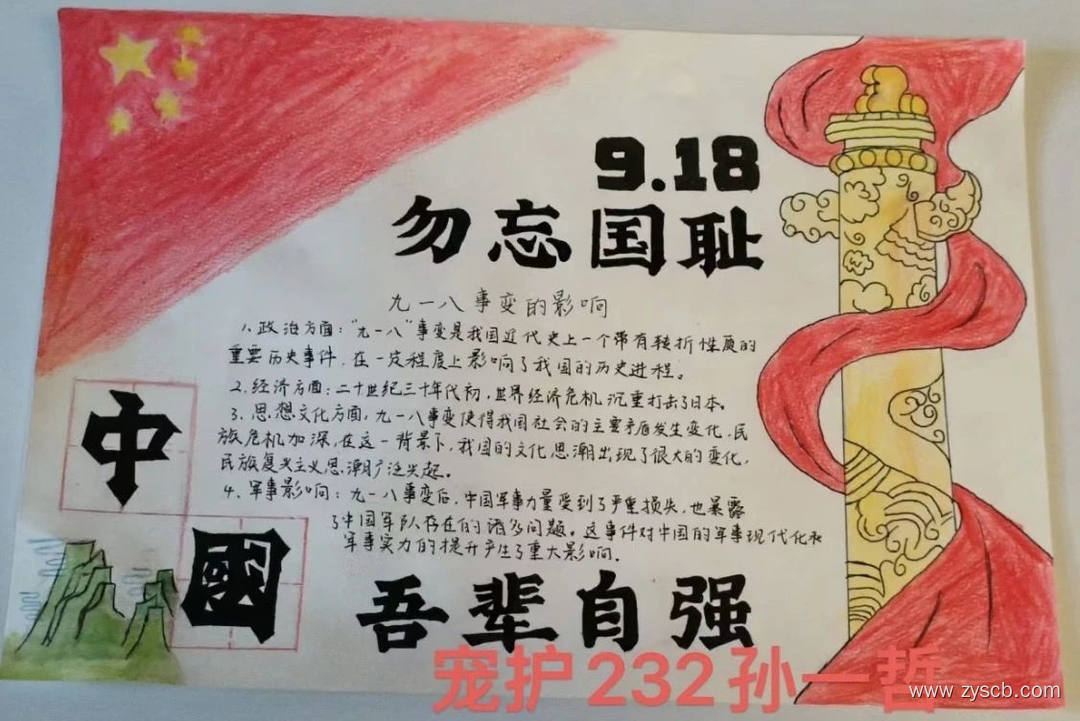 9.18
勿忘国耻
九一八事变的影响
1、政治方面："九一八"事变是我国近代史上一个带有转折性质的
重要历史事件，在一定程度上影响了我国的历史进程。
2、经济方面：二十世纪三十年代初，世界经济危机沉重打击了日本。
3、思想文化方面，九一八事变使得我国社会的主要矛盾发生变化，民
族危机加深，在这一背景下，我国的文化思潮出现了很大的变化，
民族复兴主义思潮广泛兴起。
4、军事影响：九一八事变后，中国军事力量受到了严重损失，也暴露
了中国军队存在的诸多问题。这事件对中国的军事现代化和
军事实力的提升产生了重大影响.
中
國
吾辈自强
宠护232孙一哲
www.zyscb.com